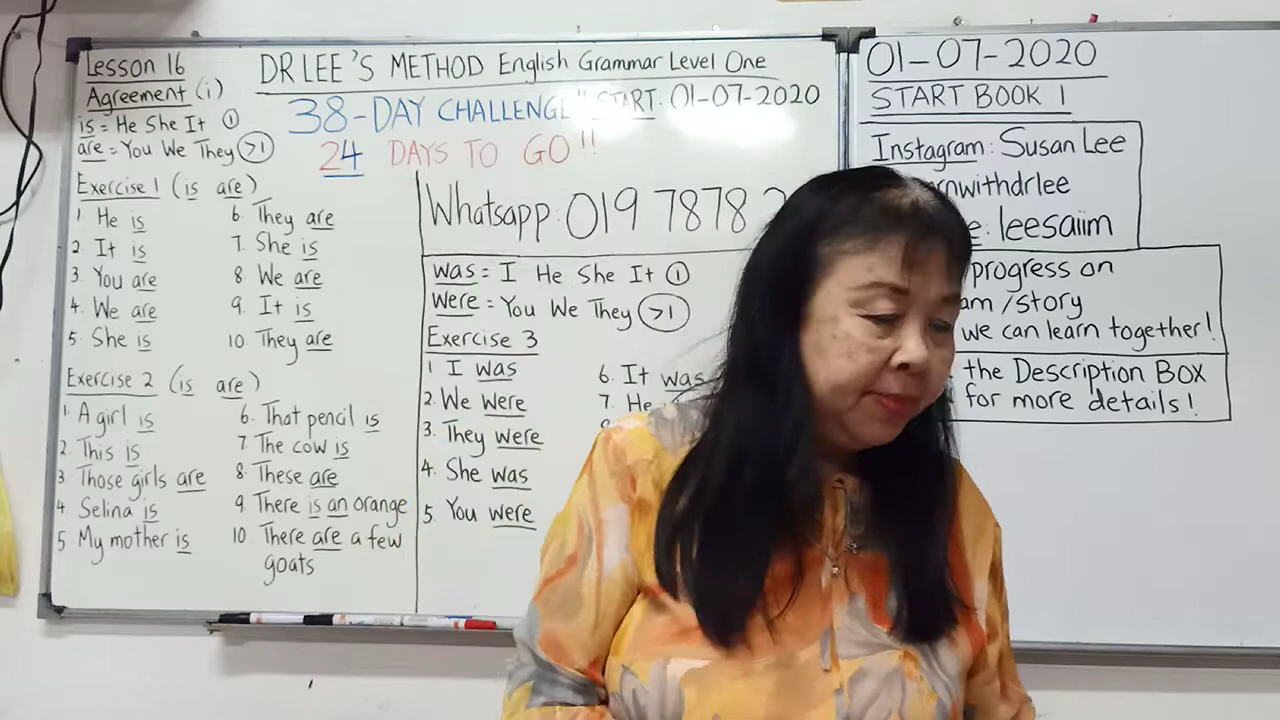 Lesson 16
Agreement (i)
is = He She It ①
are = You We They >1
DR LEE'S METHOD English Grammar Level One
38-DAY CHALLENGE" START: 01-07-2020
24 DAYS TO GO!!
Exercise 1 (is are)
1. He is
2. It is
3. You are
4. We are
5. She is
6. They are
7. She is
8. We are
9. It is
10. They are
Exercise 2 (is are)
1. A girl is
2. This is
3. Those girls are
4. Selina is
5. My mother is
6. That pencil is
7. The cow is
8. These are
9. There is an orange
10. There are a few
goats
Whatsapp: 019 7878
was = I He She It ①
were = You We They >1
Exercise 3
1 I was
2. We were
3. They were
4. She was
5. You were
6. It was
7. He
01-07-2020
START BOOK 1
Instagram: Susan Lee
rnwithdrlee
leesaiim
progress on
am/story
we can learn together!
the Description Box
for more details!